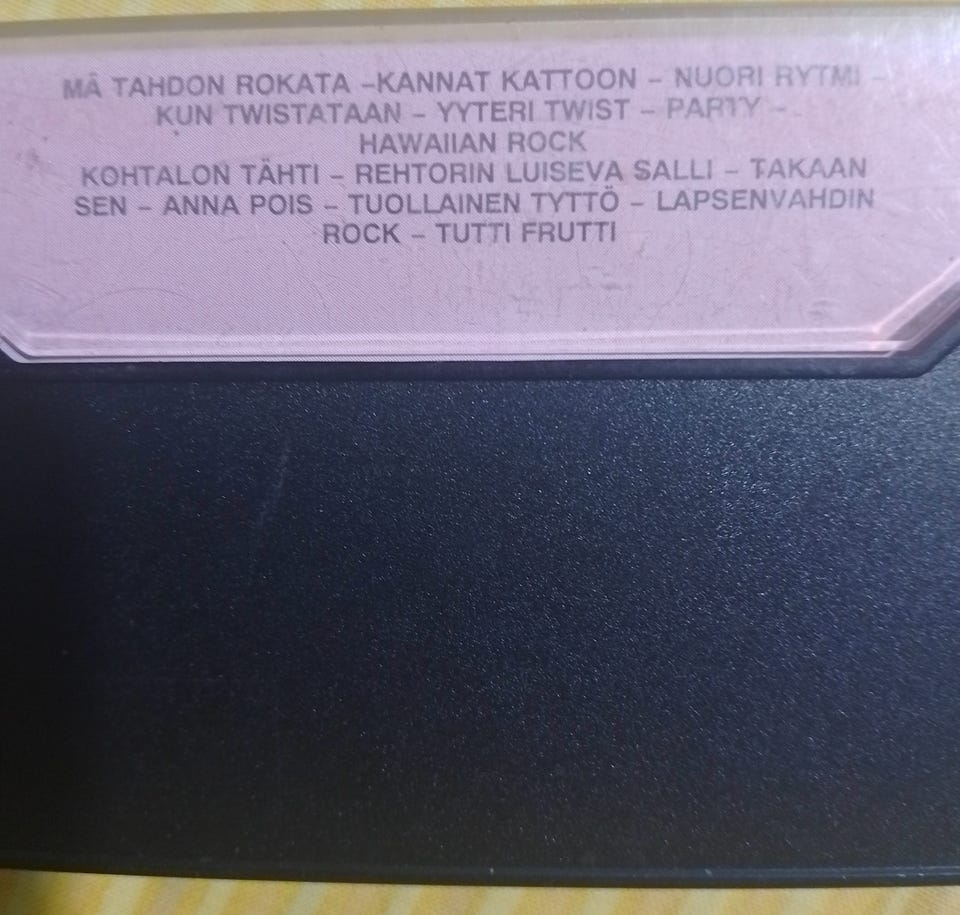 MÄ TAHDON ROKATA –KANNAT KATTOON – NUORI RYTMI –
KUN TWISTATAAN – YYTERI TWIST – PARTY –
HAWAIIAN ROCK
KOHTALON TÄHTI – REHTORIN LUISEVA SALLI – TAKAAN
SEN – ANNA POIS – TUOLLAINEN TYTTÖ – LAPSENVAHDIN
ROCK – TUTTI FRUTTI